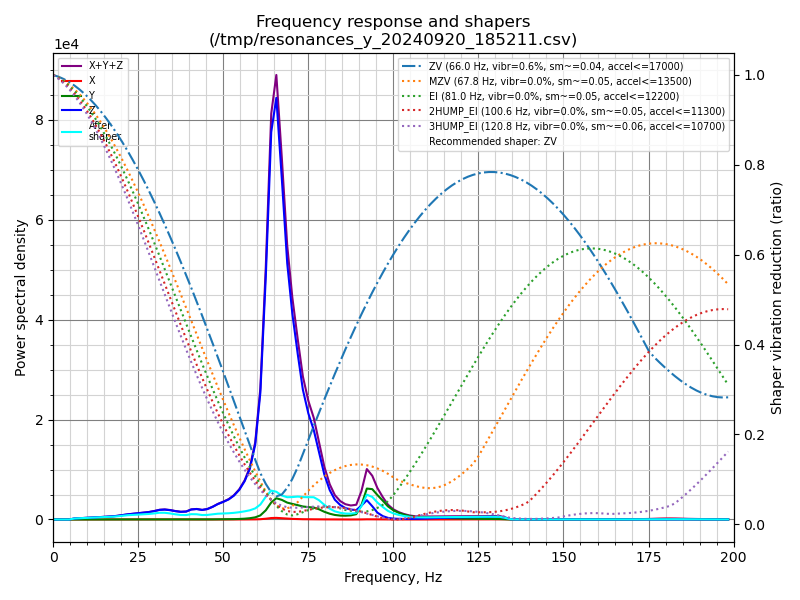 Frequency response and shapers
(/tmp/resonances_y_20240920_185211.csv)
1e4
X+Y+Z
X
Y
Z
After
shaper
ZV (66.0 Hz, vibr=0.6%, sm~=0.04, accel<=17000)
MZV (67.8 Hz, vibr=0.0%, sm~=0.05, accel<=13500)
EI (81.0 Hz, vibr=0.0%, sm~=0.05, accel<=12200)
2HUMP_EI (100.6 Hz, vibr=0.0%, sm~=0.05, accel<=11300)
3HUMP_EI (120.8 Hz, vibr=0.0%, sm~=0.06, accel<=10700)
Recommended shaper: ZV
Power spectral density
8
6
4
2
0
Shaper vibration reduction (ratio)
1.0
0.8
0.6
0.4
0.2
0.0
0 25 50 75 100 125 150 175 200
Frequency, Hz